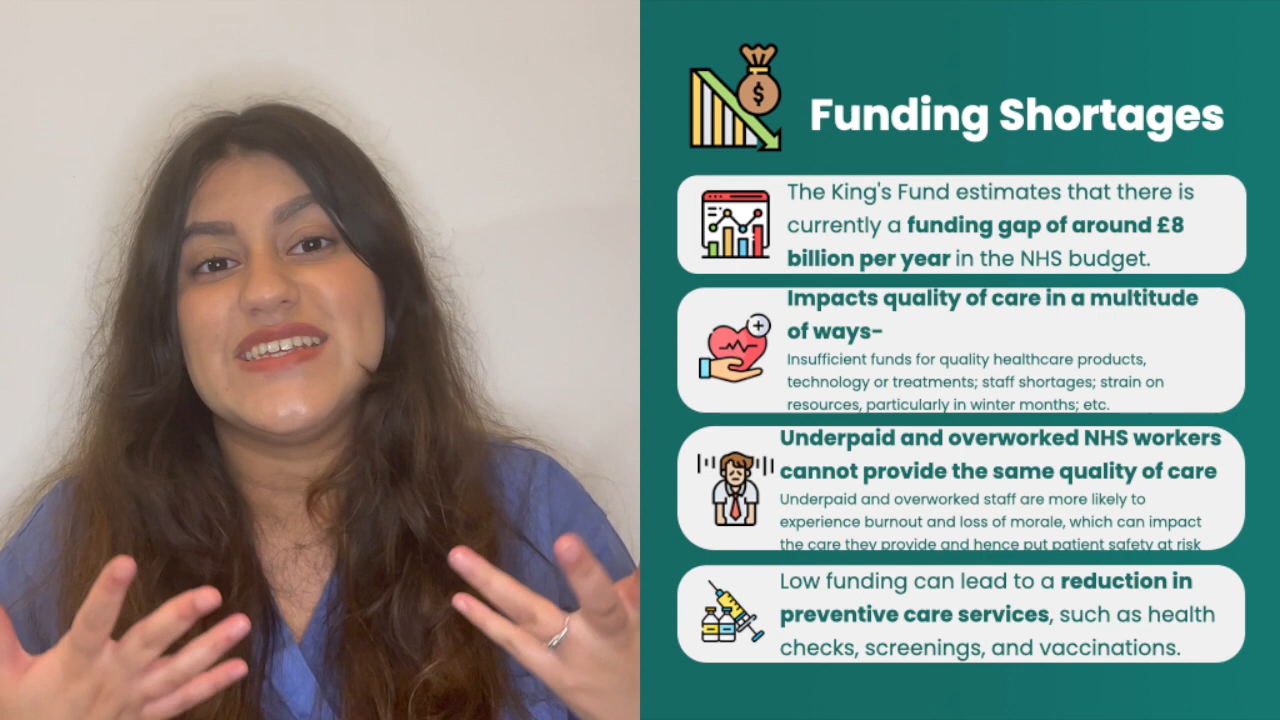 Funding Shortages
$
The King's Fund estimates that there is
currently a funding gap of around £8
billion per year in the NHS budget.
Impacts quality of care in a multitude
of ways-
Insufficient funds for quality healthcare products,
technology or treatments; staff shortages; strain on
resources, particularly in winter months; etc.
Underpaid and overworked NHS workers
cannot provide the same quality of care
Underpaid and overworked staff are more likely to
experience burnout and loss of morale, which can impact
the care they provide and hence put patient safety at risk
Low funding can lead to a reduction in
preventive care services, such as health
checks, screenings, and vaccinations.